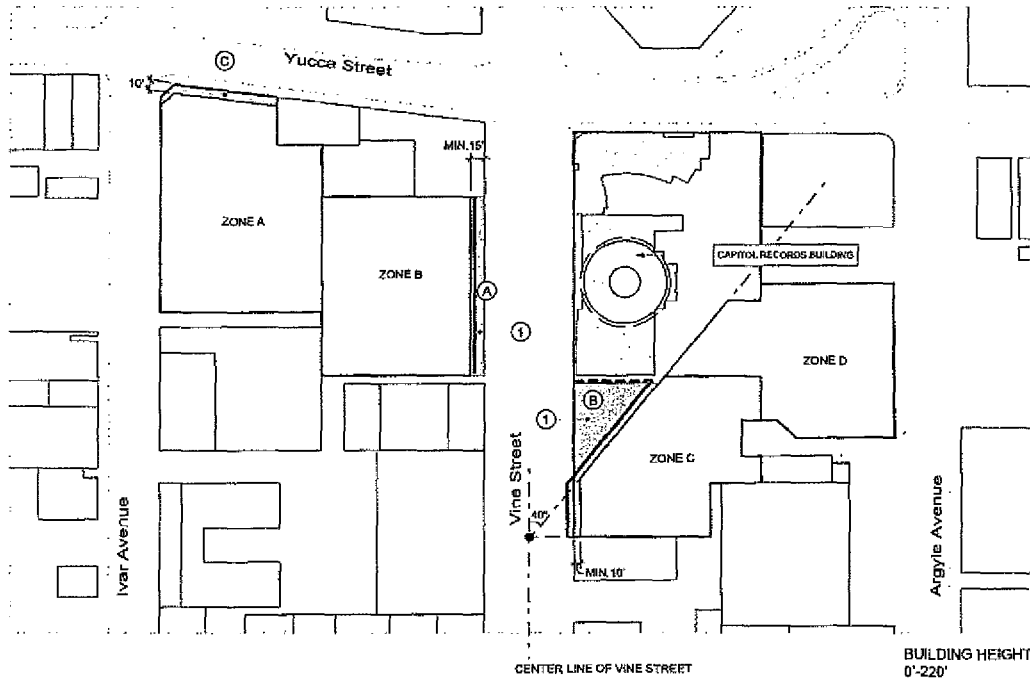 Yucca Street
C
10'
MIN. 15'
ZONE A
CAPITOL RECORDS BUILDING
ZONE B
A
1
ZONE D
B
1
ZONE C
Vine Street
40°
Ivar Avenue
Argyle Avenue
MIN. 10'
CENTER LINE OF VINE STREET
BUILDING HEIGHT
0'-220'